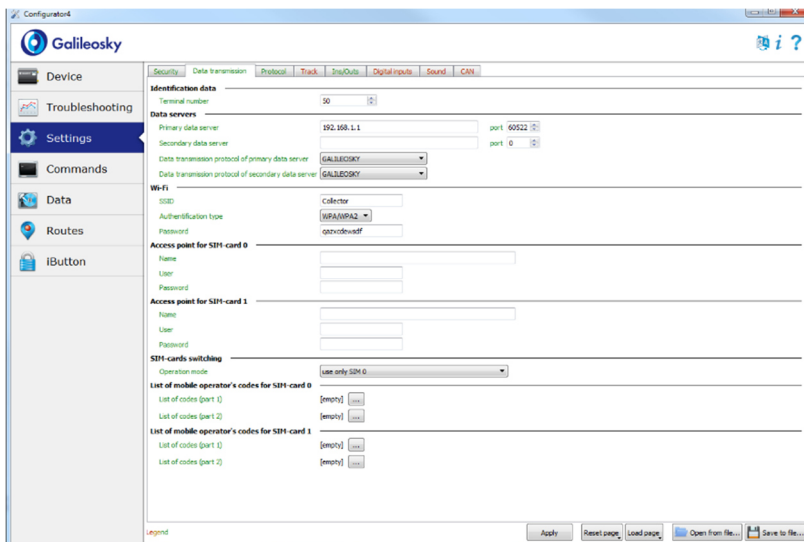 Configurator4
Galileosky
Device
Troubleshooting
Settings
Commands
Data
Routes
iButton
Security Data transmission Protocol Track Ins/Outs Digital inputs Sound CAN
Identification data
Terminal number 50
Data servers
Primary data server 192.168.1.1 port 60522
Secondary data server port 0
Data transmission protocol of primary data server GALILEOSKY
Data transmission protocol of secondary data server GALILEOSKY
Wi-Fi
SSID Collector
Authentification type WPA/WPA2
Password qazxcdewsdf
Access point for SIM-card 0
Name
User
Password
Access point for SIM-card 1
Name
User
Password
SIM-cards switching
Operation mode use only SIM 0
List of mobile operator's codes for SIM-card 0
List of codes (part 1) [empty] ...
List of codes (part 2) [empty] ...
List of mobile operator's codes for SIM-card 1
List of codes (part 1) [empty] ...
List of codes (part 2) [empty] ...
Legend Apply Reset page Load page Open from file... Save to file...